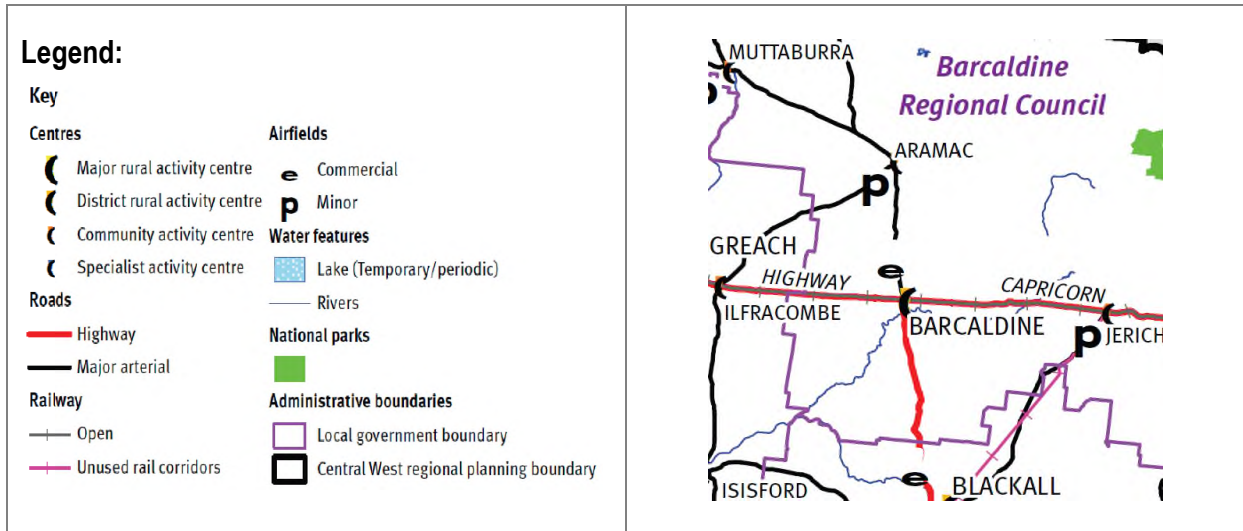 Legend:
Key
Centres
Major rural activity centre
District rural activity centre
Community activity centre
Specialist activity centre
Roads
Highway
Major arterial
Railway
Open
Unused rail corridors
Airfields
e Commercial
p Minor
Water features
Lake (Temporary/periodic)
Rivers
National parks
Administrative boundaries
Local government boundary
Central West regional planning boundary
MUTTABURRA
Barcaldine
Regional Council
ARAMAC
p
GREACH
e
HIGHWAY
CAPRICORN
ILFRACOMBE
BARCALDINE
p
JERICH
e
BLACKALL
ISISFORD